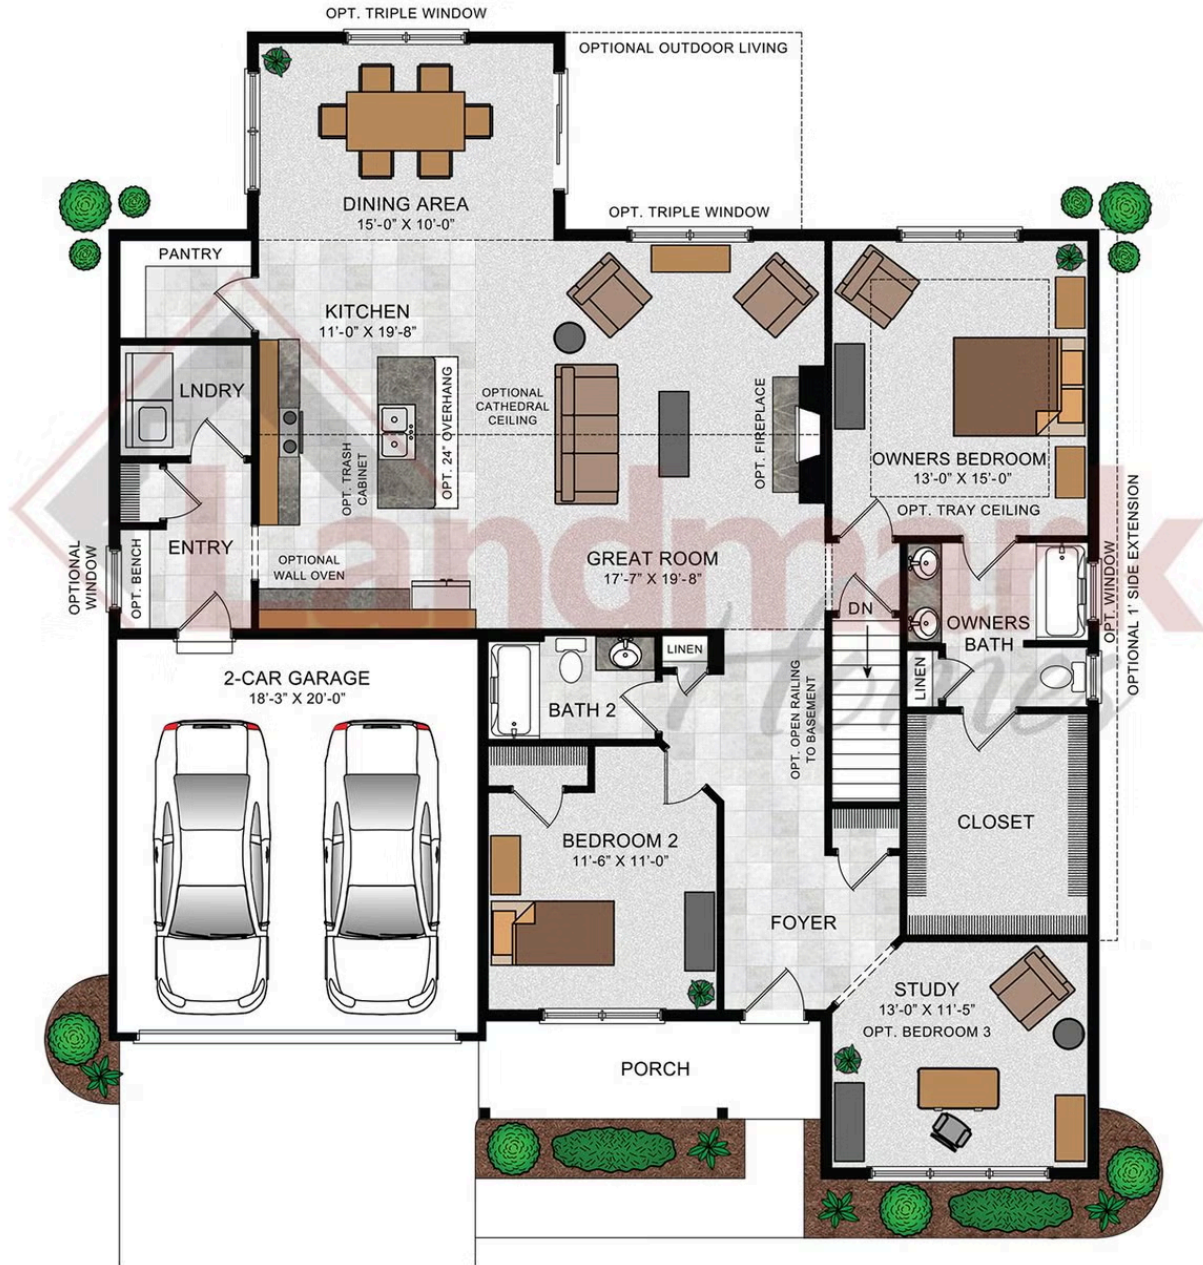 OPT. TRIPLE WINDOW
OPTIONAL OUTDOOR LIVING
DINING AREA
15'-0" X 10'-0"
OPT. TRIPLE WINDOW
PANTRY
KITCHEN
11'-0" X 19'-8"
LNDRY
OPT. TRASH
CABINET
OPT. 24" OVERHANG
OPTIONAL
CATHEDRAL
CEILING
OPT. FIREPLACE
OWNERS BEDROOM
13'-0" X 15'-0"
OPT. TRAY CEILING
Landmark
Homes
OPTIONAL
WINDOW
OPT. BENCH
ENTRY
OPTIONAL
WALL OVEN
GREAT ROOM
17'-7" X 19'-8"
DN
OWNERS
BATH
OPT. WINDOW
OPTIONAL 1' SIDE EXTENSION
2-CAR GARAGE
18'-3" X 20'-0"
BATH 2
LINEN
OPT. OPEN RAILING
TO BASEMENT
LINEN
CLOSET
BEDROOM 2
11'-6" X 11'-0"
FOYER
STUDY
13'-0" X 11'-5"
OPT. BEDROOM 3
PORCH